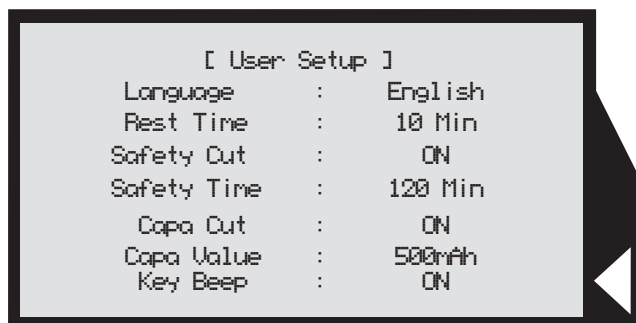 [ User Setup ]
Language : English
Rest Time : 10 Min
Safety Cut : ON
Safety Time : 120 Min
Capa Cut : ON
Capa Value : 500mAh
Key Beep : ON